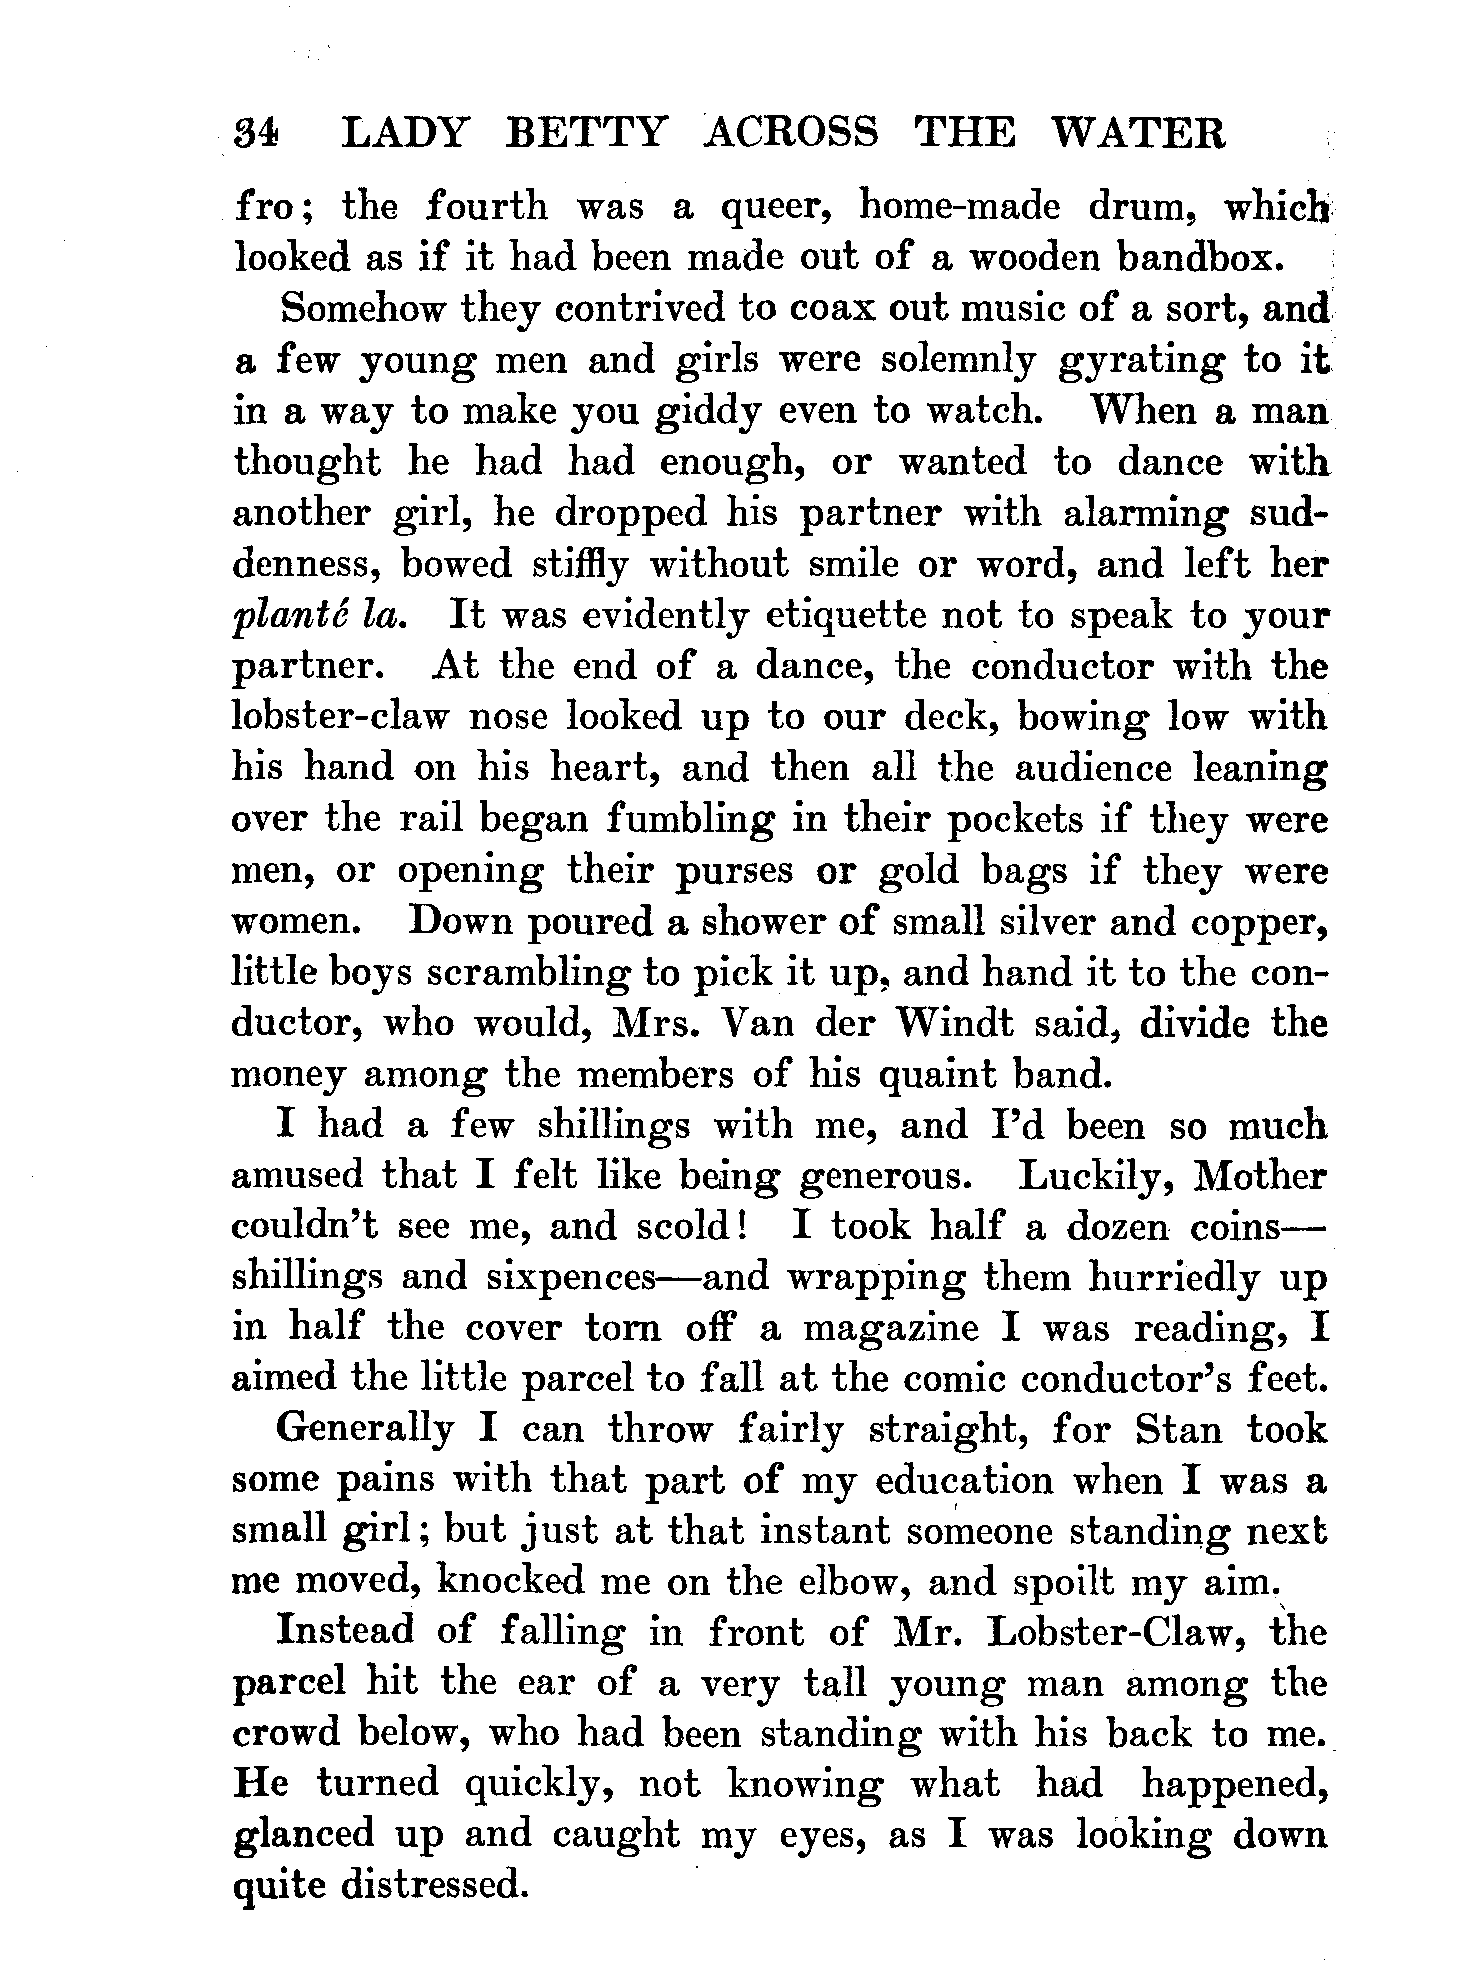 34 LADY BETTY ACROSS THE WATER
fro; the fourth was a queer, home-made drum, which
looked as if it had been made out of a wooden bandbox.
Somehow they contrived to coax out music of a sort, and
a few young men and girls were solemnly gyrating to it
in a way to make you giddy even to watch. When a man
thought he had had enough, or wanted to dance with
another girl, he dropped his partner with alarming sud-
denness, bowed stiffly without smile or word, and left her
planté la. It was evidently etiquette not to speak to your
partner. At the end of a dance, the conductor with the
lobster-claw nose looked up to our deck, bowing low with
his hand on his heart, and then all the audience leaning
over the rail began fumbling in their pockets if they were
men, or opening their purses or gold bags if they were
women. Down poured a shower of small silver and copper,
little boys scrambling to pick it up, and hand it to the con-
ductor, who would, Mrs. Van der Windt said, divide the
money among the members of his quaint band.
I had a few shillings with me, and I'd been so much
amused that I felt like being generous. Luckily, Mother
couldn't see me, and scold! I took half a dozen coins—
shillings and sixpences—and wrapping them hurriedly up
in half the cover torn off a magazine I was reading, I
aimed the little parcel to fall at the comic conductor's feet.
Generally I can throw fairly straight, for Stan took
some pains with that part of my education when I was a
small girl; but just at that instant someone standing next
me moved, knocked me on the elbow, and spoilt my aim.
Instead of falling in front of Mr. Lobster-Claw, the
parcel hit the ear of a very tall young man among the
crowd below, who had been standing with his back to me.
He turned quickly, not knowing what had happened,
glanced up and caught my eyes, as I was looking down
quite distressed.